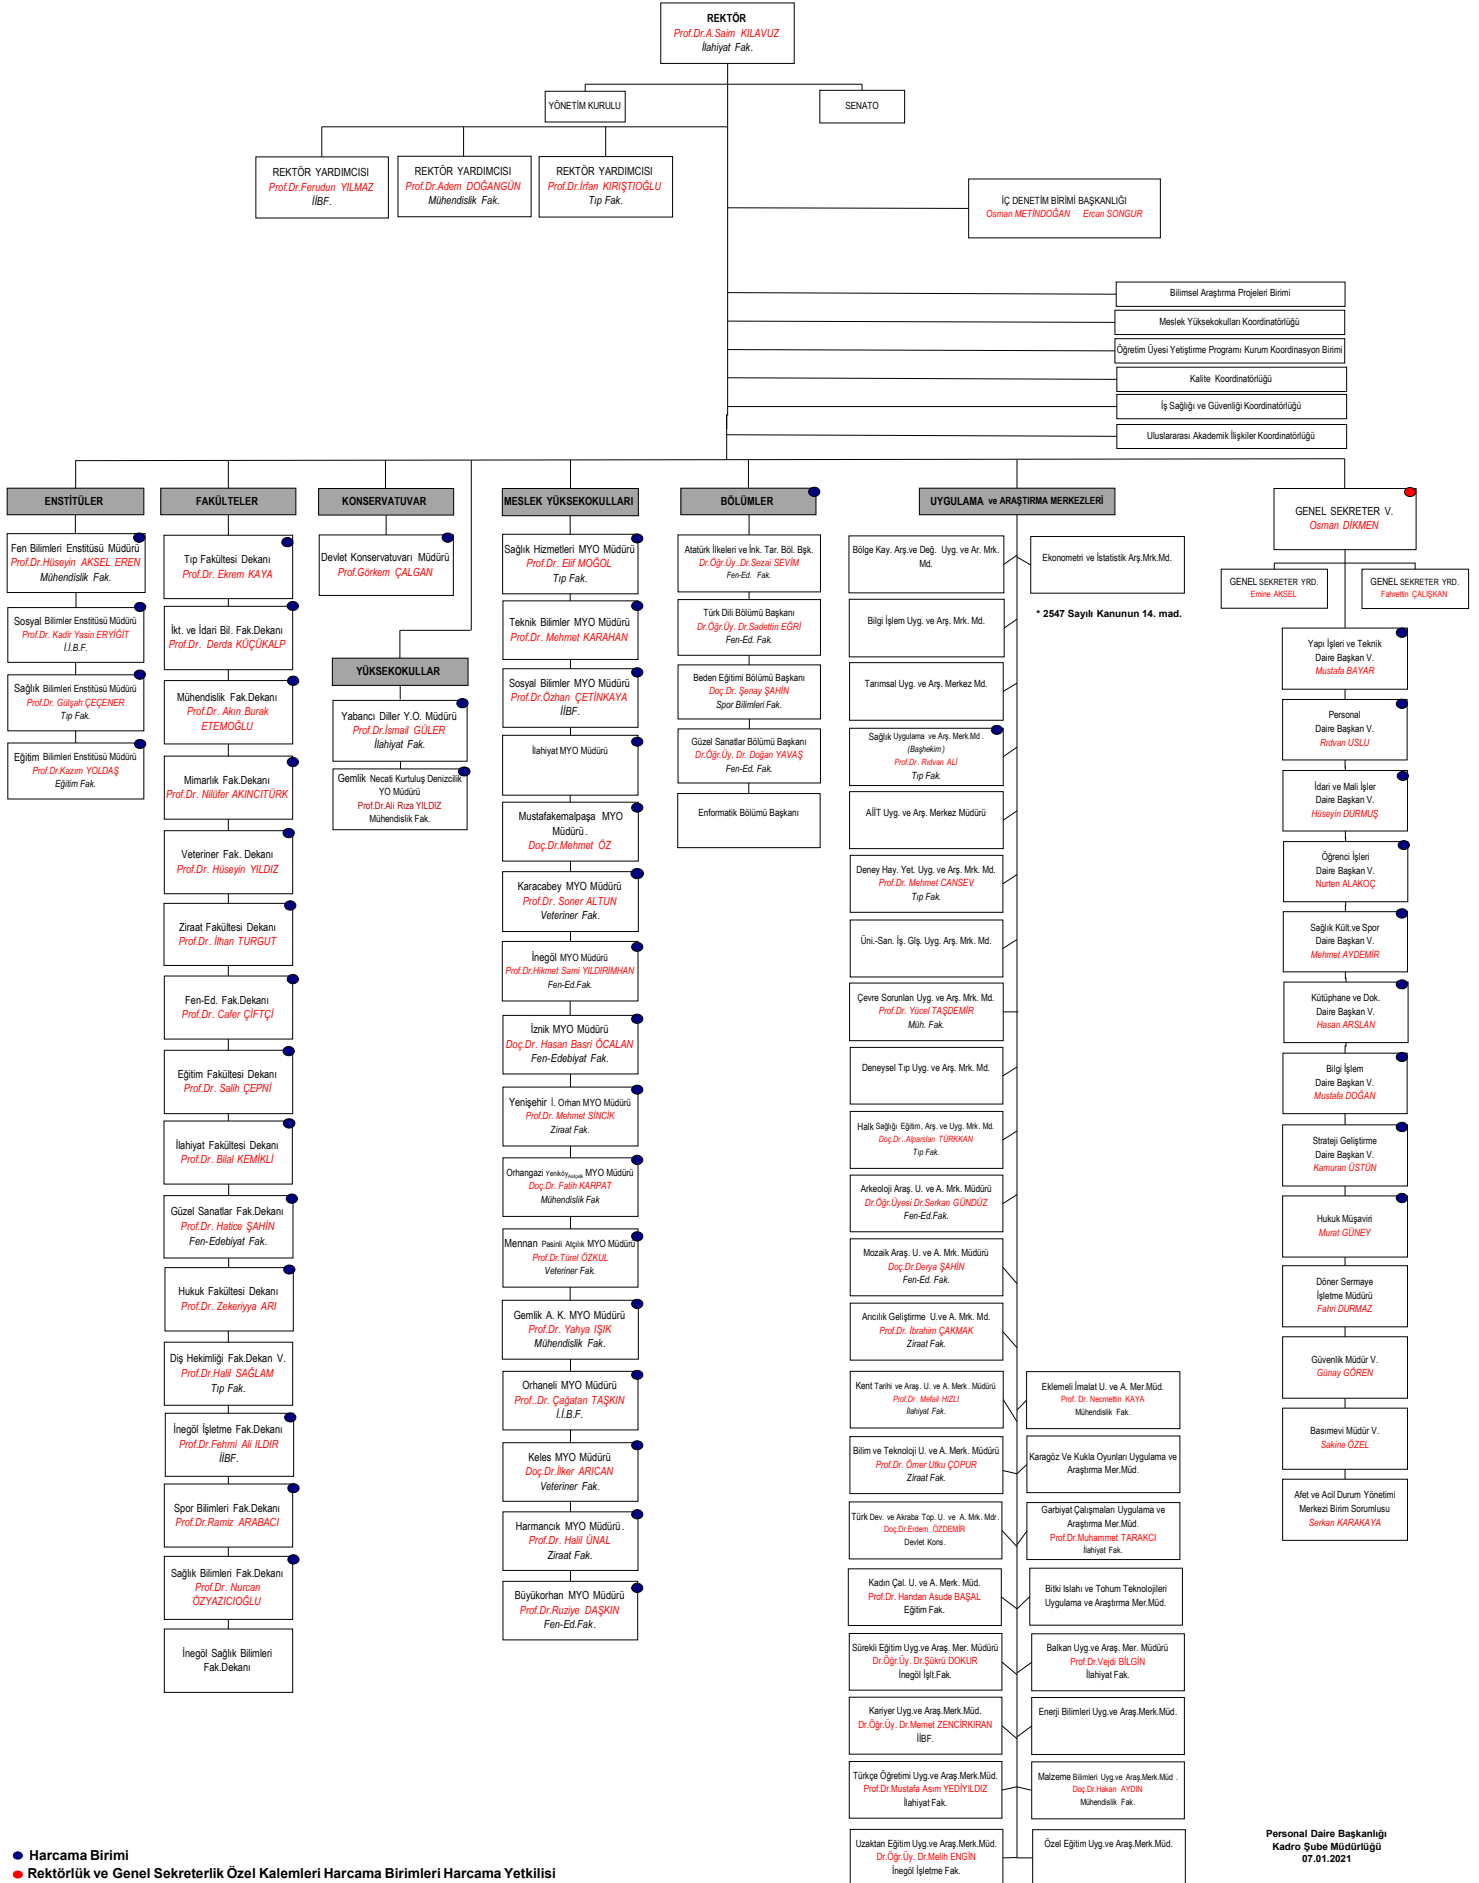 REKTÖR
Prof.Dr.A.Saim KILAVUZ
İlahiyat Fak.
YÖNETİM KURULU
SENATO
REKTÖR YARDIMCISI
Prof.Dr.Ferudun YILMAZ
İİBF.
REKTÖR YARDIMCISI
Prof.Dr.Adem DOĞANGÜN
Mühendislik Fak.
REKTÖR YARDIMCISI
Prof.Dr.İrfan KIRIŞTIOĞLU
Tıp Fak.
İÇ DENETİM BİRİMİ BAŞKANLIĞI
Osman METİNDOĞAN Ercan SONGUR
Bilimsel Araştırma Projeleri Birimi
Meslek Yüksekokulları Koordinatörlüğü
Öğretim Üyesi Yetiştirme Programı Kurum Koordinasyon Birimi
Kalite Koordinatörlüğü
İş Sağlığı ve Güvenliği Koordinatörlüğü
Uluslararası Akademik İlişkiler Koordinatörlüğü
ENSTİTÜLER
Fen Bilimleri Enstitüsü Müdürü
Prof.Dr.Hüseyin AKSEL EREN
Mühendislik Fak.
Sosyal Bilimler Enstitüsü Müdürü
Prof.Dr. Kadir Yasin ERYİĞİT
İ.İ.B.F.
Sağlık Bilimleri Enstitüsü Müdürü
Prof.Dr. Gülşah ÇEÇENER
Tıp Fak.
Eğitim Bilimleri Enstitüsü Müdürü
Prof.Dr.Kazım YOLDAŞ
Eğitim Fak.
FAKÜLTELER
Tıp Fakültesi Dekanı
Prof.Dr. Ekrem KAYA
İkt. ve İdari Bil. Fak.Dekanı
Prof.Dr. Derda KÜÇÜKALP
Mühendislik Fak.Dekanı
Prof.Dr. Akın Burak
ETEMOĞLU
Mimarlık Fak.Dekanı
Prof.Dr. Nilüfer AKINCITÜRK
Veteriner Fak. Dekanı
Prof.Dr. Hüseyin YILDIZ
Ziraat Fakültesi Dekanı
Prof.Dr. İlhan TURGUT
Fen-Ed. Fak.Dekanı
Prof.Dr. Cafer ÇİFTÇİ
Eğitim Fakültesi Dekanı
Prof.Dr. Salih ÇEPNİ
İlahiyat Fakültesi Dekanı
Prof.Dr. Bilal KEMİKLİ
Güzel Sanatlar Fak.Dekanı
Prof.Dr. Hatice ŞAHİN
Fen-Edebiyat Fak.
Hukuk Fakültesi Dekanı
Prof.Dr. Zekeriyya ARI
Diş Hekimliği Fak.Dekan V.
Prof.Dr.Halil SAĞLAM
Tıp Fak.
İnegöl İşletme Fak.Dekanı
Prof.Dr.Fehmi Ali ILDIR
İİBF.
Spor Bilimleri Fak.Dekanı
Prof.Dr.Ramiz ARABACI
Sağlık Bilimleri Fak.Dekanı
Prof.Dr. Nurcan
ÖZYAZICIOĞLU
İnegöl Sağlık Bilimleri
Fak.Dekanı
KONSERVATUVAR
Devlet Konservatuvarı Müdürü
Prof.Görkem ÇALGAN
YÜKSEKOKULLAR
Yabancı Diller Y.O. Müdürü
Prof.Dr.İsmail GÜLER
İlahiyat Fak.
Gemlik Necati Kurtuluş Denizcilik
YO Müdürü
Prof.Dr.Ali Rıza YILDIZ
Mühendislik Fak.
MESLEK YÜKSEKOKULLARI
Sağlık Hizmetleri MYO Müdürü
Prof.Dr. Elif MOĞOL
Tıp Fak.
Teknik Bilimler MYO Müdürü
Prof.Dr. Mehmet KARAHAN
Sosyal Bilimler MYO Müdürü
Prof.Dr.Özhan ÇETİNKAYA
İİBF.
İlahiyat MYO Müdürü
Mustafakemalpaşa MYO
Müdürü.
Doç.Dr.Mehmet ÖZ
Karacabey MYO Müdürü
Prof.Dr. Soner ALTUN
Veteriner Fak.
İnegöl MYO Müdürü
Prof.Dr.Hikmet Sami YILDIRIMHAN
Fen-Ed.Fak.
İznik MYO Müdürü
Doç.Dr. Hasan Basri ÖCALAN
Fen-Edebiyat Fak.
Yenişehir İ. Orhan MYO Müdürü
Prof.Dr. Mehmet SİNCİK
Ziraat Fak.
Orhangazi Yeniköy MYO Müdürü
Doç.Dr. Fatih KARPAT
Mühendislik Fak
Mennan Pasinli Atçılık MYO Müdürü
Prof.Dr.Türel ÖZKUL
Veteriner Fak.
Gemlik A. K. MYO Müdürü
Prof.Dr. Yahya IŞIK
Mühendislik Fak.
Orhaneli MYO Müdürü
Prof..Dr. Çağatan TAŞKIN
İ.İ.B.F.
Keles MYO Müdürü
Doç.Dr.İlker ARICAN
Veteriner Fak.
Harmancık MYO Müdürü.
Prof.Dr. Halil ÜNAL
Ziraat Fak.
Büyükorhan MYO Müdürü
Prof.Dr.Ruziye DAŞKIN
Fen-Ed.Fak.
BÖLÜMLER
Atatürk İlkeleri ve İnk. Tar. Böl. Bşk.
Dr.Öğr.Üy..Dr.Sezai SEVİM
Fen-Ed. Fak.
Türk Dili Bölümü Başkanı
Dr.Öğr.Üy. Dr.Sadettin EĞRİ
Fen-Ed. Fak.
Beden Eğitimi Bölümü Başkanı
Doç.Dr. Şenay ŞAHİN
Spor Bilimleri Fak.
Güzel Sanatlar Bölümü Başkanı
Dr.Öğr.Üy. Dr. Doğan YAVAŞ
Fen-Ed. Fak.
Enformatik Bölümü Başkanı
UYGULAMA ve ARAŞTIRMA MERKEZLERİ
Bölge Kay. Arş.ve Değ. Uyg. ve Ar. Mrk.
Md.
Ekonometri ve İstatistik Arş.Mrk.Md.
* 2547 Sayılı Kanunun 14. mad.
Bilgi İşlem Uyg. ve Arş. Mrk. Md.
Tarımsal Uyg. ve Arş. Merkez Md.
Sağlık Uygulama ve Arş. Merk.Md .
(Başhekim)
Prof.Dr. Rıdvan ALİ
Tıp Fak.
AİİT Uyg. ve Arş. Merkez Müdürü
Deney Hay. Yet. Uyg. ve Arş. Mrk. Md.
Prof.Dr. Mehmet CANSEV
Tıp Fak.
Üni.-San. İş. Glş. Uyg. Arş. Mrk. Md.
Çevre Sorunları Uyg. ve Arş. Mrk. Md.
Prof.Dr. Yücel TAŞDEMİR
Müh. Fak.
Deneysel Tıp Uyg. ve Arş. Mrk. Md.
Halk Sağlığı Eğitim, Arş. ve Uyg. Mrk. Md.
Doç.Dr..Alparslan TÜRKKAN
Tıp Fak.
Arkeoloji Araş. U. ve A. Mrk. Müdürü
Dr.Öğr.Üyesi Dr.Serkan GÜNDÜZ
Fen-Ed.Fak.
Mozaik Araş. U. ve A. Mrk. Müdürü
Doç.Dr.Derya ŞAHİN
Fen-Ed. Fak.
Arıcılık Geliştirme U.ve A. Mrk. Md.
Prof.Dr. İbrahim ÇAKMAK
Ziraat Fak.
Kent Tarihi ve Araş. U. ve A. Merk. Müdürü
Prof.Dr. Mefail HIZLI
İlahiyat Fak.
Eklemeli İmalat U. ve A. Mer.Müd.
Prof. Dr. Necmettin KAYA
Mühendislik Fak.
Bilim ve Teknoloji U. ve A. Merk. Müdürü
Prof.Dr. Ömer Utku ÇOPUR
Ziraat Fak.
Karagöz Ve Kukla Oyunları Uygulama ve
Araştırma Mer.Müd.
Türk Dev. ve Akraba Top. U. ve A. Mrk. Mdr.
Doç.Dr.Erdem ÖZDEMİR
Devlet Kons.
Garbiyat Çalışmaları Uygulama ve
Araştırma Mer.Müd.
Prof.Dr.Muhammet TARAKCI
İlahiyat Fak.
Kadın Çal. U. ve A. Merk. Müd.
Prof.Dr. Handan Asude BAŞAL
Eğitim Fak.
Bitki Islahı ve Tohum Teknolojileri
Uygulama ve Araştırma Mer.Müd.
Sürekli Eğitim Uyg.ve Araş. Mer. Müdürü
Dr.Öğr.Üy. Dr.Şükrü DOKUR
İnegöl İşlt.Fak.
Balkan Uyg.ve Araş. Mer. Müdürü
Prof.Dr.Vejdi BİLGİN
İlahiyat Fak.
Kariyer Uyg.ve Araş.Merk.Müd.
Dr.Öğr.Üy. Dr.Memet ZENCİRKIRAN
İİBF.
Enerji Bilimleri Uyg.ve Araş.Merk.Müd.
Türkçe Öğretimi Uyg.ve Araş.Merk.Müd.
Prof.Dr.Mustafa Asım YEDİYILDIZ
İlahiyat Fak.
Malzeme Bilimleri Uyg.ve Araş.Merk.Müd .
Doç.Dr.Hakan AYDIN
Mühendislik Fak.
Uzaktan Eğitim Uyg.ve Araş.Merk.Müd.
Dr.Öğr.Üy. Dr.Melih ENGİN
İnegöl İşletme Fak.
Özel Eğitim Uyg.ve Araş.Merk.Müd.
GENEL SEKRETER V.
Osman DİKMEN
GENEL SEKRETER YRD.
Emine AKSEL
GENEL SEKRETER YRD.
Fahrettin ÇALIŞKAN
Yapı İşleri ve Teknik
Daire Başkan V.
Mustafa BAYAR
Personal
Daire Başkan V.
Rıdvan USLU
İdari ve Mali İşler
Daire Başkan V.
Hüseyin DURMUŞ
Öğrenci İşleri
Daire Başkan V.
Nurten ALAKOÇ
Sağlık Kült.ve Spor
Daire Başkan V.
Mehmet AYDEMİR
Kütüphane ve Dok.
Daire Başkan V.
Hasan ARSLAN
Bilgi İşlem
Daire Başkan V.
Mustafa DOĞAN
Strateji Geliştirme
Daire Başkan V.
Kamuran ÜSTÜN
Hukuk Müşaviri
Murat GÜNEY
Döner Sermaye
İşletme Müdürü
Fahri DURMAZ
Güvenlik Müdür V.
Günay GÖREN
Basımevi Müdür V.
Sakine ÖZEL
Afet ve Acil Durum Yönetimi
Merkezi Birim Sorumlusu
Serkan KARAKAYA
Personal Daire Başkanlığı
Kadro Şube Müdürlüğü
07.01.2021
Harcama Birimi
Rektörlük ve Genel Sekreterlik Özel Kalemleri Harcama Birimleri Harcama Yetkilisi